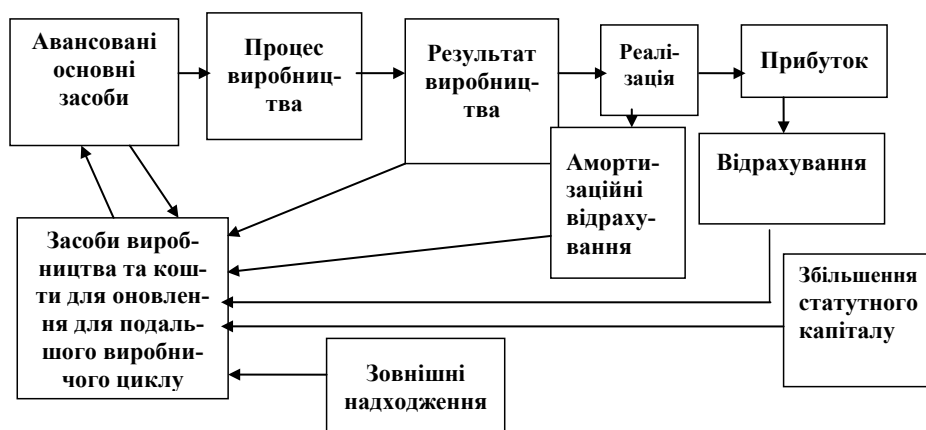 Авансовані
основні
засоби
Процес
виробниц-
тва
Результат
виробниц-
тва
Реалі-
зація
Прибуток
Аморти-
заційні
відраху-
вання
Відрахування
Засоби вироб-
ництва та кош-
ти для оновлен-
ня для подаль-
шого виробни-
чого циклу
Збільшення
статутного
капіталу
Зовнішні
надходження